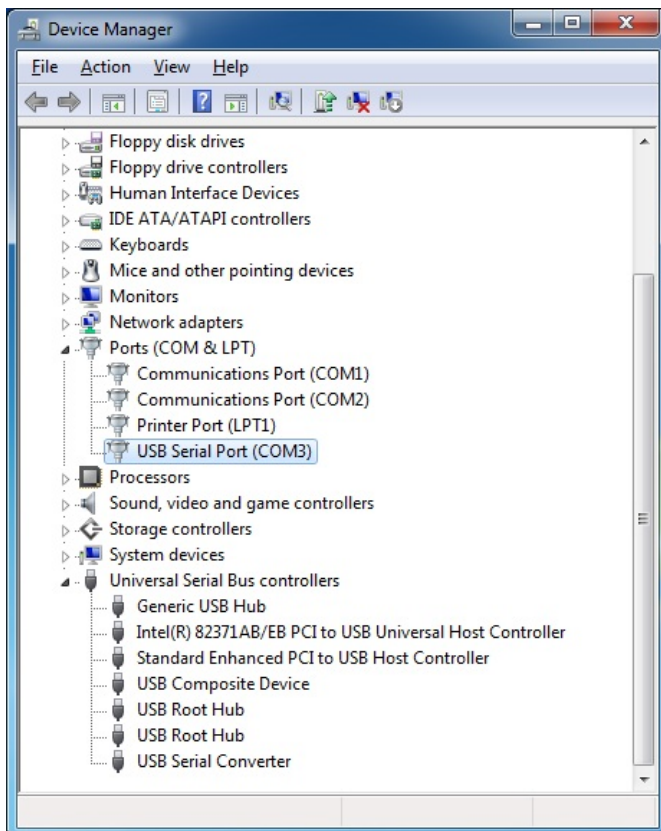 Device Manager
File Action View Help
Floppy disk drives
Floppy drive controllers
Human Interface Devices
IDE ATA/ATAPI controllers
Keyboards
Mice and other pointing devices
Monitors
Network adapters
Ports (COM & LPT)
Communications Port (COM1)
Communications Port (COM2)
Printer Port (LPT1)
USB Serial Port (COM3)
Processors
Sound, video and game controllers
Storage controllers
System devices
Universal Serial Bus controllers
Generic USB Hub
Intel(R) 82371AB/EB PCI to USB Universal Host Controller
Standard Enhanced PCI to USB Host Controller
USB Composite Device
USB Root Hub
USB Root Hub
USB Serial Converter